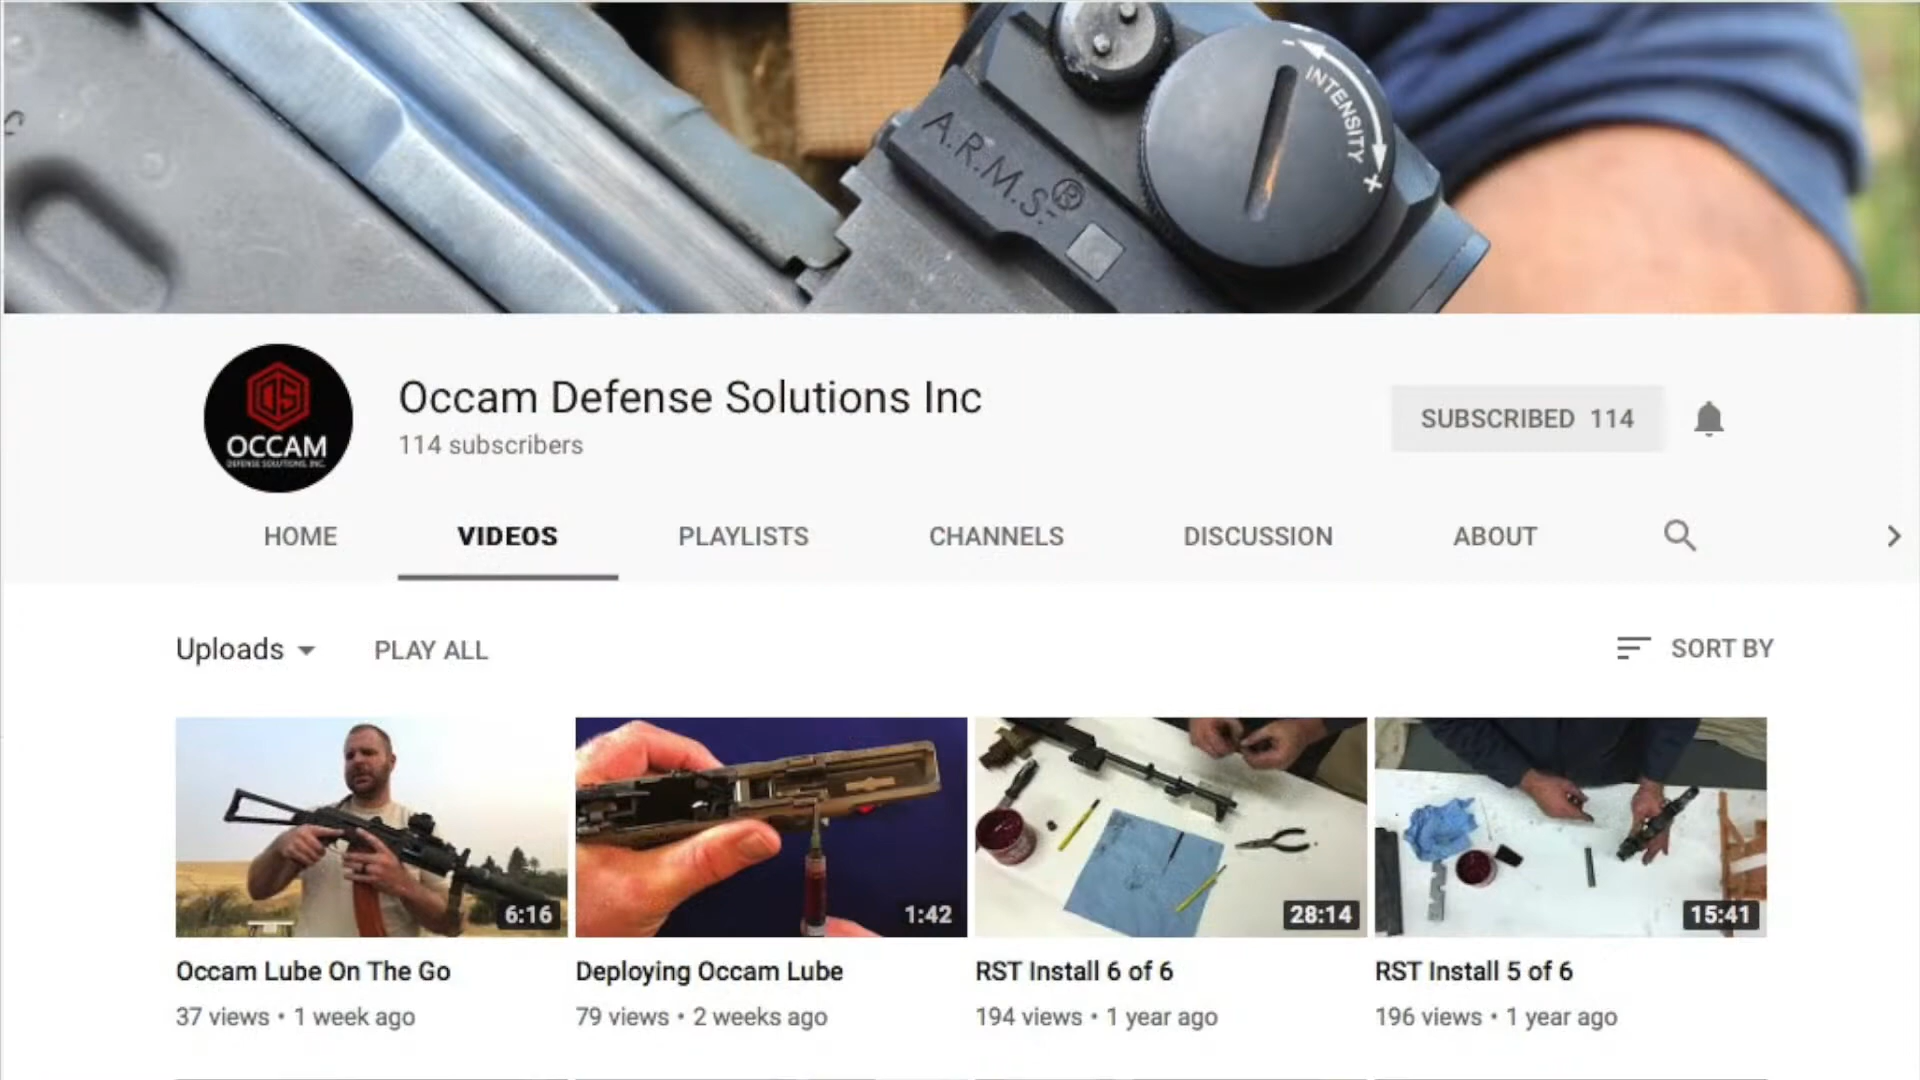 INTENSITY
- +
A.R.M.S.®
OCCAM
DEFENSE SOLUTIONS, INC.
Occam Defense Solutions Inc
114 subscribers
SUBSCRIBED 114
HOME
VIDEOS
PLAYLISTS
CHANNELS
DISCUSSION
ABOUT
Uploads
PLAY ALL
SORT BY
6:16
1:42
28:14
15:41
Occam Lube On The Go
37 views • 1 week ago
Deploying Occam Lube
79 views • 2 weeks ago
RST Install 6 of 6
194 views • 1 year ago
RST Install 5 of 6
196 views • 1 year ago